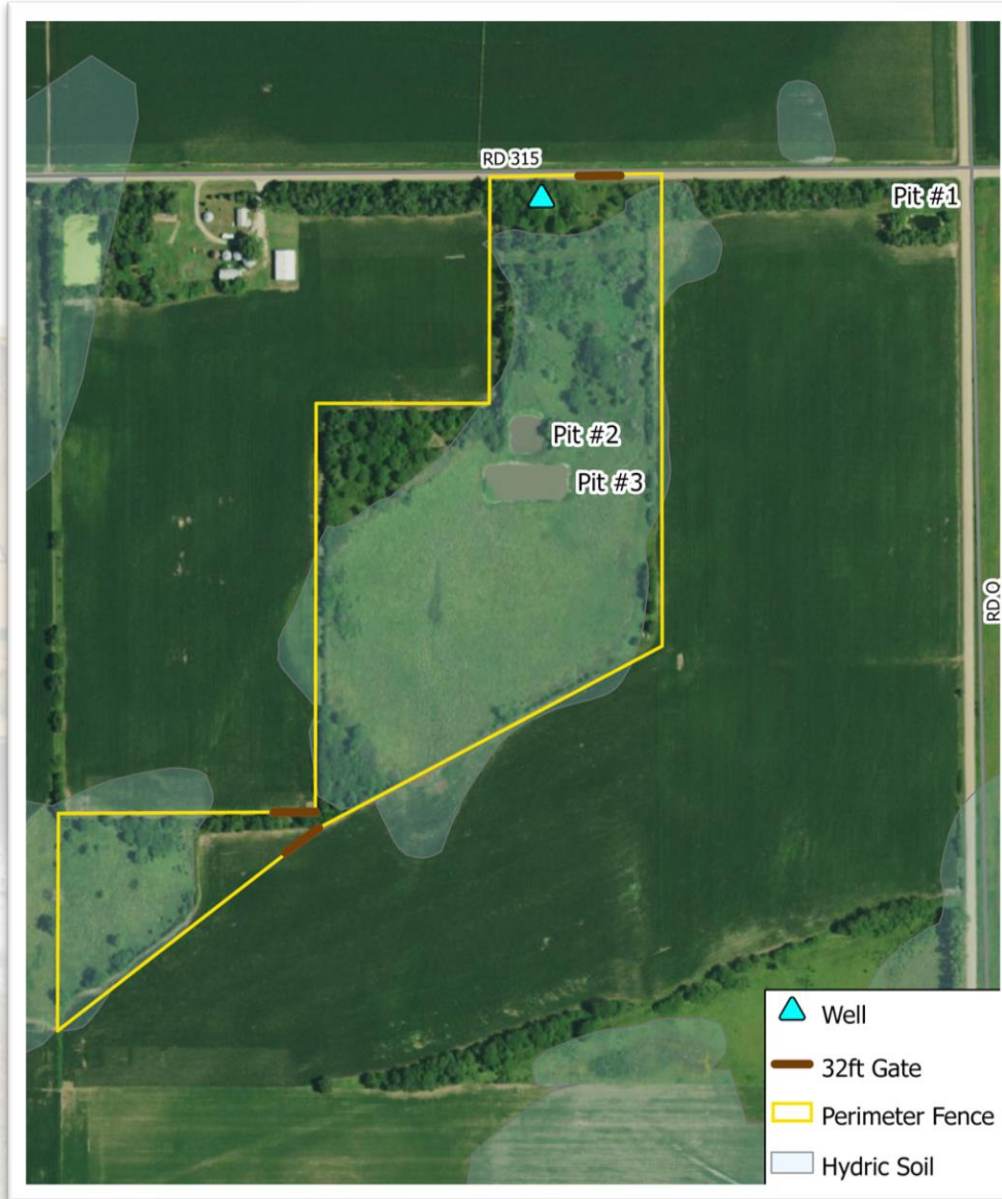 RD 315
Pit #1
Pit #2
Pit #3
RD O
Well
32ft Gate
Perimeter Fence
Hydric Soil